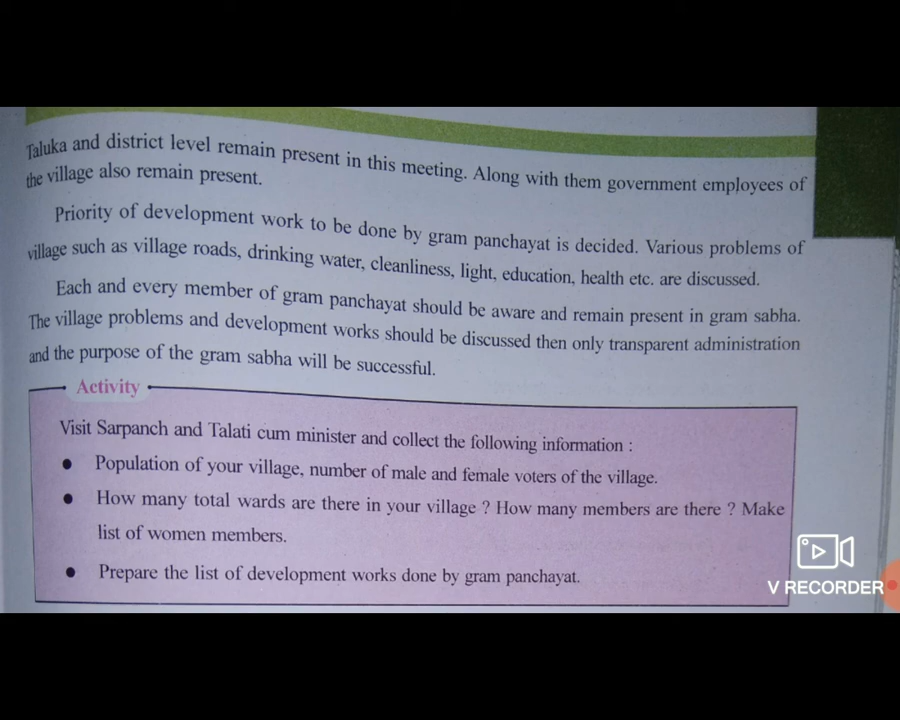 Taluka and district level remain present in this meeting. Along with them government employees of
the village also remain present.
Priority of development work to be done by gram panchayat is decided. Various problems of
village such as village roads, drinking water, cleanliness, light, education, health etc. are discussed.
Each and every member of gram panchayat should be aware and remain present in gram sabha.
The village problems and development works should be discussed then only transparent administration
and the purpose of the gram sabha will be successful.
Activity
Visit Sarpanch and Talati cum minister and collect the following information :
● Population of your village, number of male and female voters of the village.
● How many total wards are there in your village ? How many members are there ? Make
list of women members.
● Prepare the list of development works done by gram panchayat.
V RECORDER